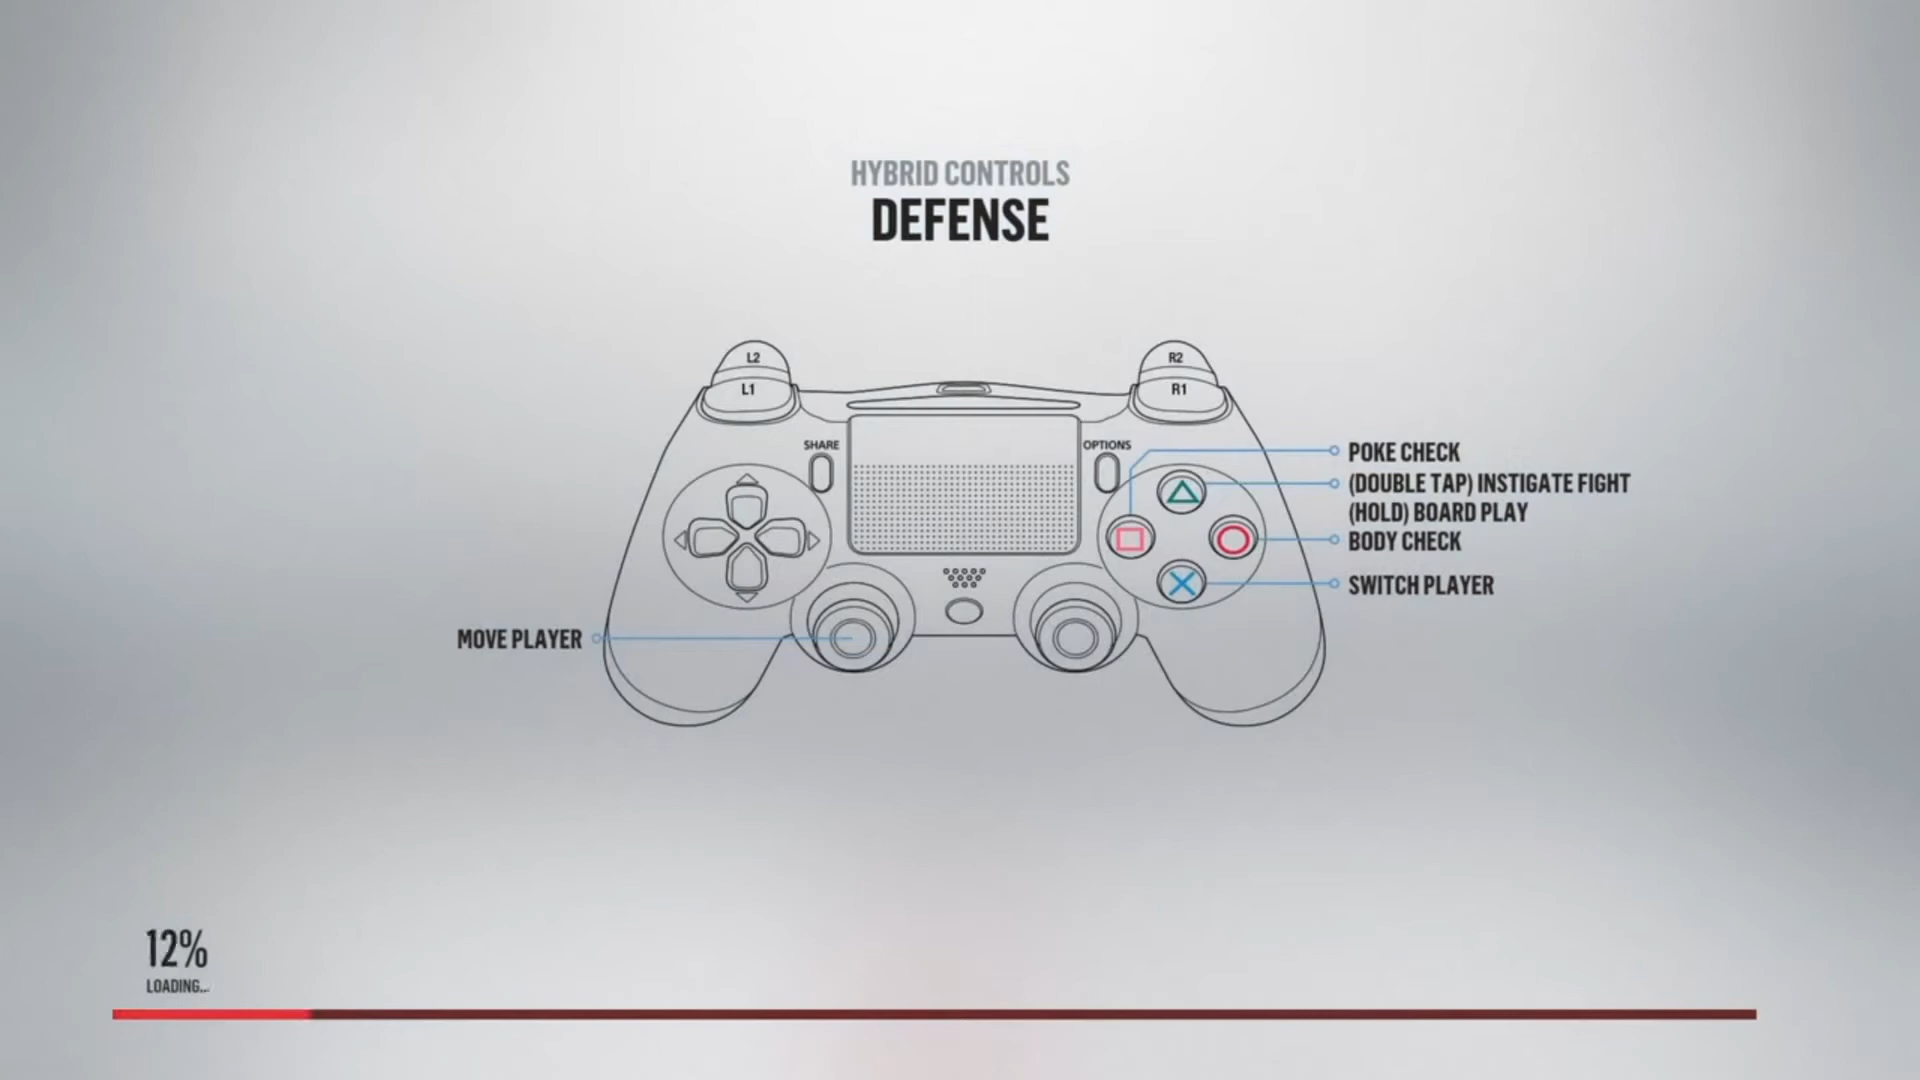 HYBRID CONTROLS
DEFENSE
L2
L1
R2
R1
SHARE
OPTIONS
POKE CHECK
(DOUBLE TAP) INSTIGATE FIGHT
(HOLD) BOARD PLAY
BODY CHECK
SWITCH PLAYER
MOVE PLAYER
12%
LOADING...